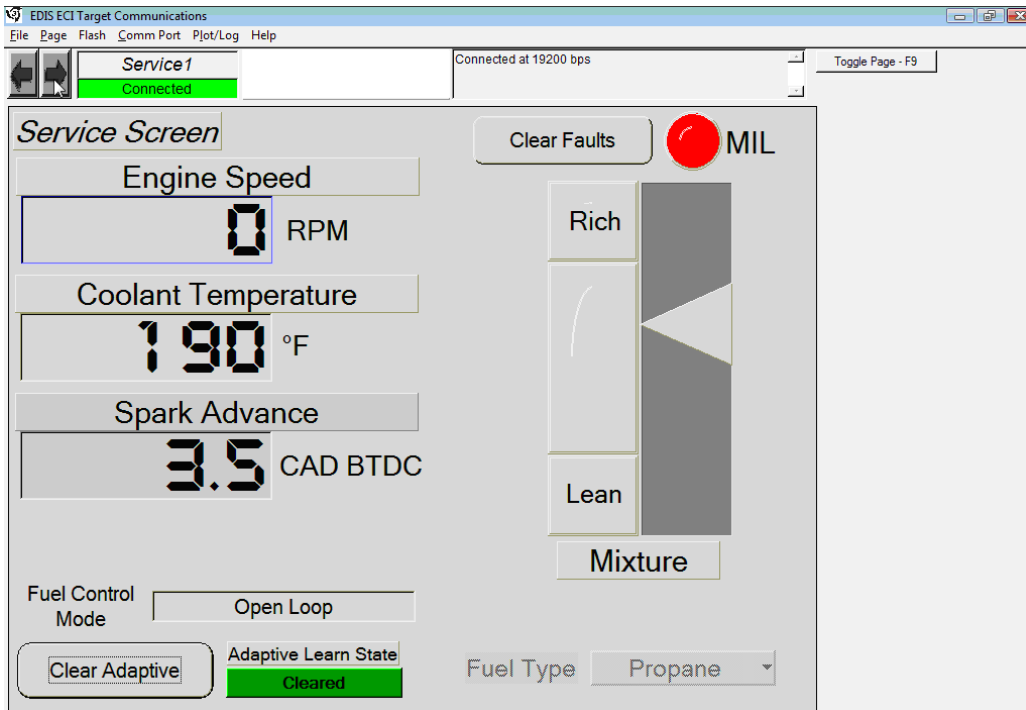 EDIS ECI Target Communications
File Page Flash Comm Port Plot/Log Help
Service1
Connected
Connected at 19200 bps
Toggle Page - F9
Service Screen
Clear Faults
MIL
Engine Speed
0 RPM
Rich
Coolant Temperature
190 °F
Spark Advance
3.5 CAD BTDC
Lean
Mixture
Fuel Control
Mode
Open Loop
Clear Adaptive
Adaptive Learn State
Cleared
Fuel Type
Propane